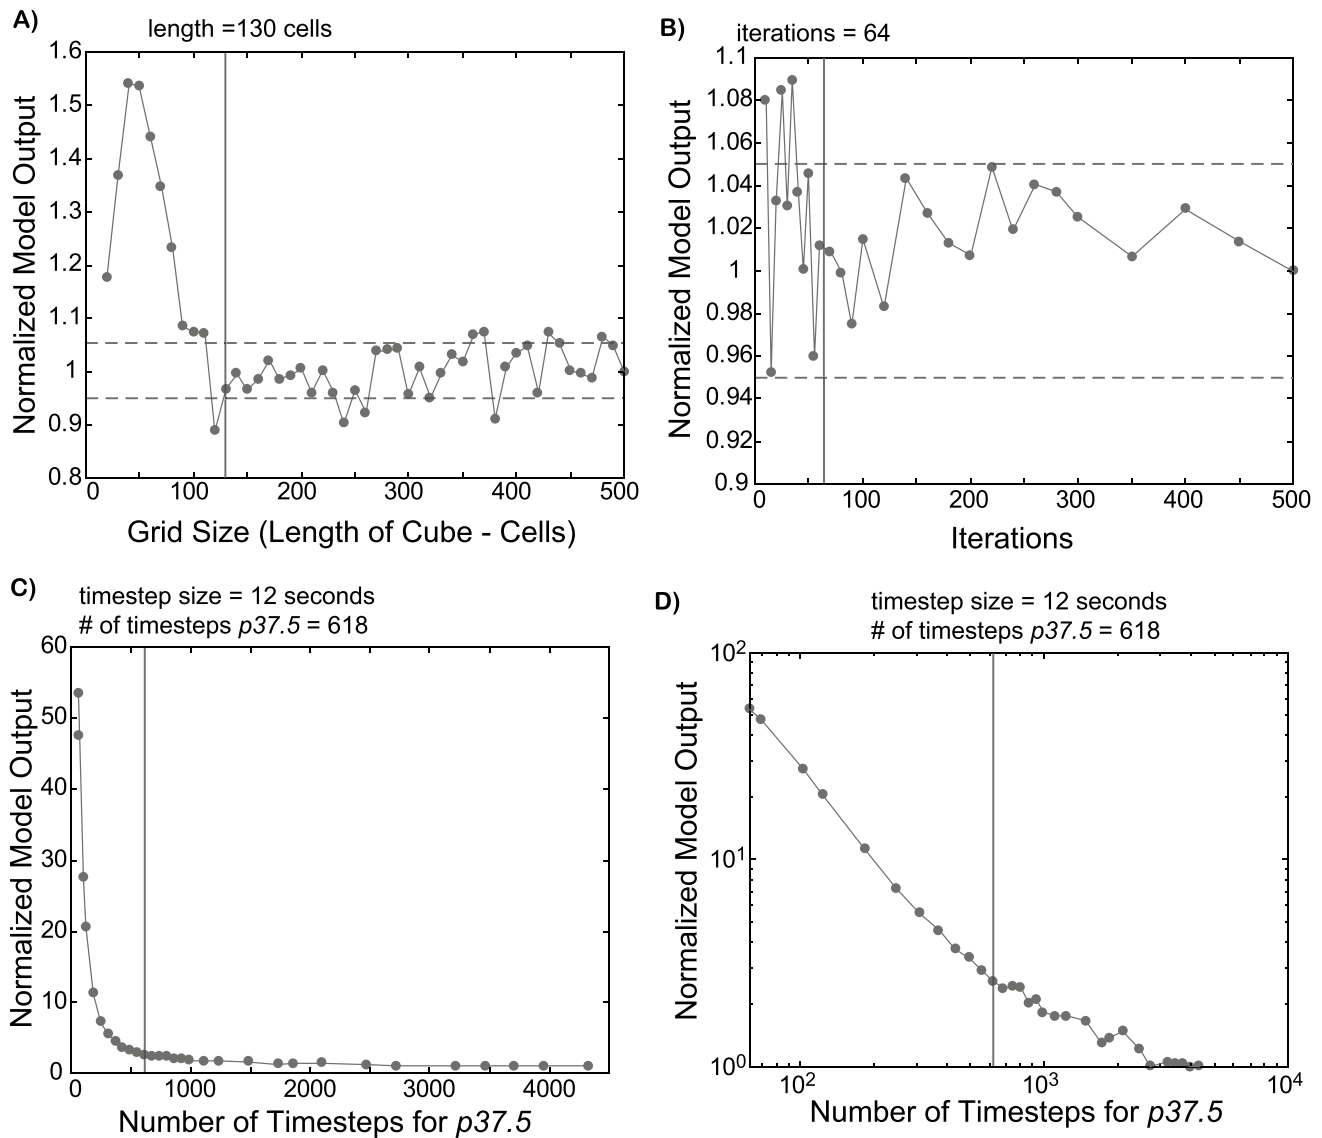 A)
length =130 cells
1.6
1.5
1.4
1.3
1.2
1.1
1
0.9
0.8
Normalized Model Output
0 100 200 300 400 500
Grid Size (Length of Cube - Cells)
B)
iterations = 64
1.1
1.08
1.06
1.04
1.02
1
0.98
0.96
0.94
0.92
0.9
Normalized Model Output
0 100 200 300 400 500
Iterations
C)
timestep size = 12 seconds
# of timesteps p37.5 = 618
60
50
40
30
20
10
0
Normalized Model Output
0 1000 2000 3000 4000
Number of Timesteps for p37.5
D)
timestep size = 12 seconds
# of timesteps p37.5 = 618
10²
10¹
10⁰
Normalized Model Output
10² 10³ 10⁴
Number of Timesteps for p37.5